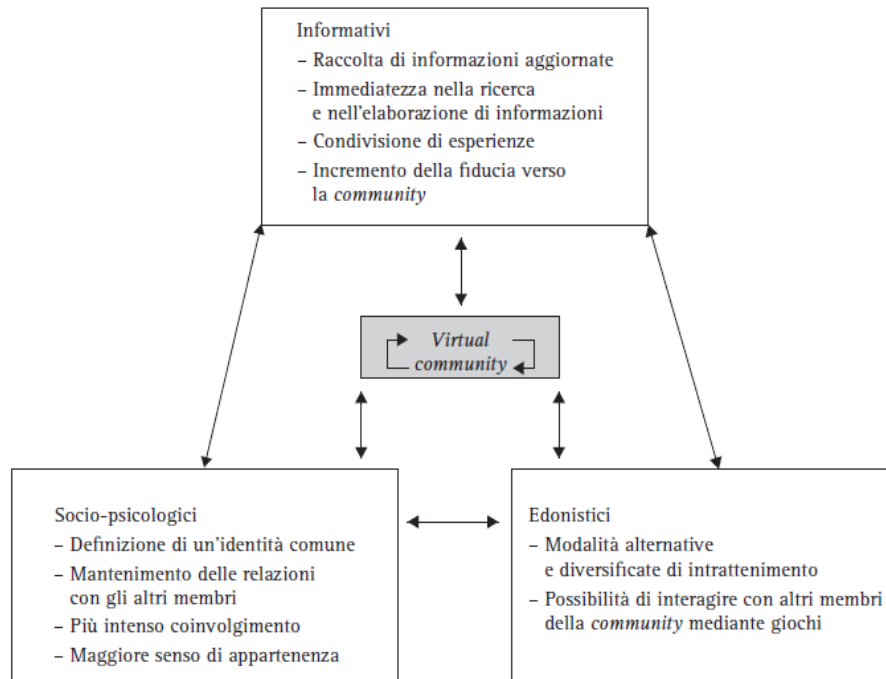 Informativi
– Raccolta di informazioni aggiornate
– Immediatezza nella ricerca
e nell'elaborazione di informazioni
– Condivisione di esperienze
– Incremento della fiducia verso
la community
Virtual
community
Socio-psicologici
– Definizione di un'identità comune
– Mantenimento delle relazioni
con gli altri membri
– Più intenso coinvolgimento
– Maggiore senso di appartenenza
Edonistici
– Modalità alternative
e diversificate di intrattenimento
– Possibilità di interagire con altri membri
della community mediante giochi